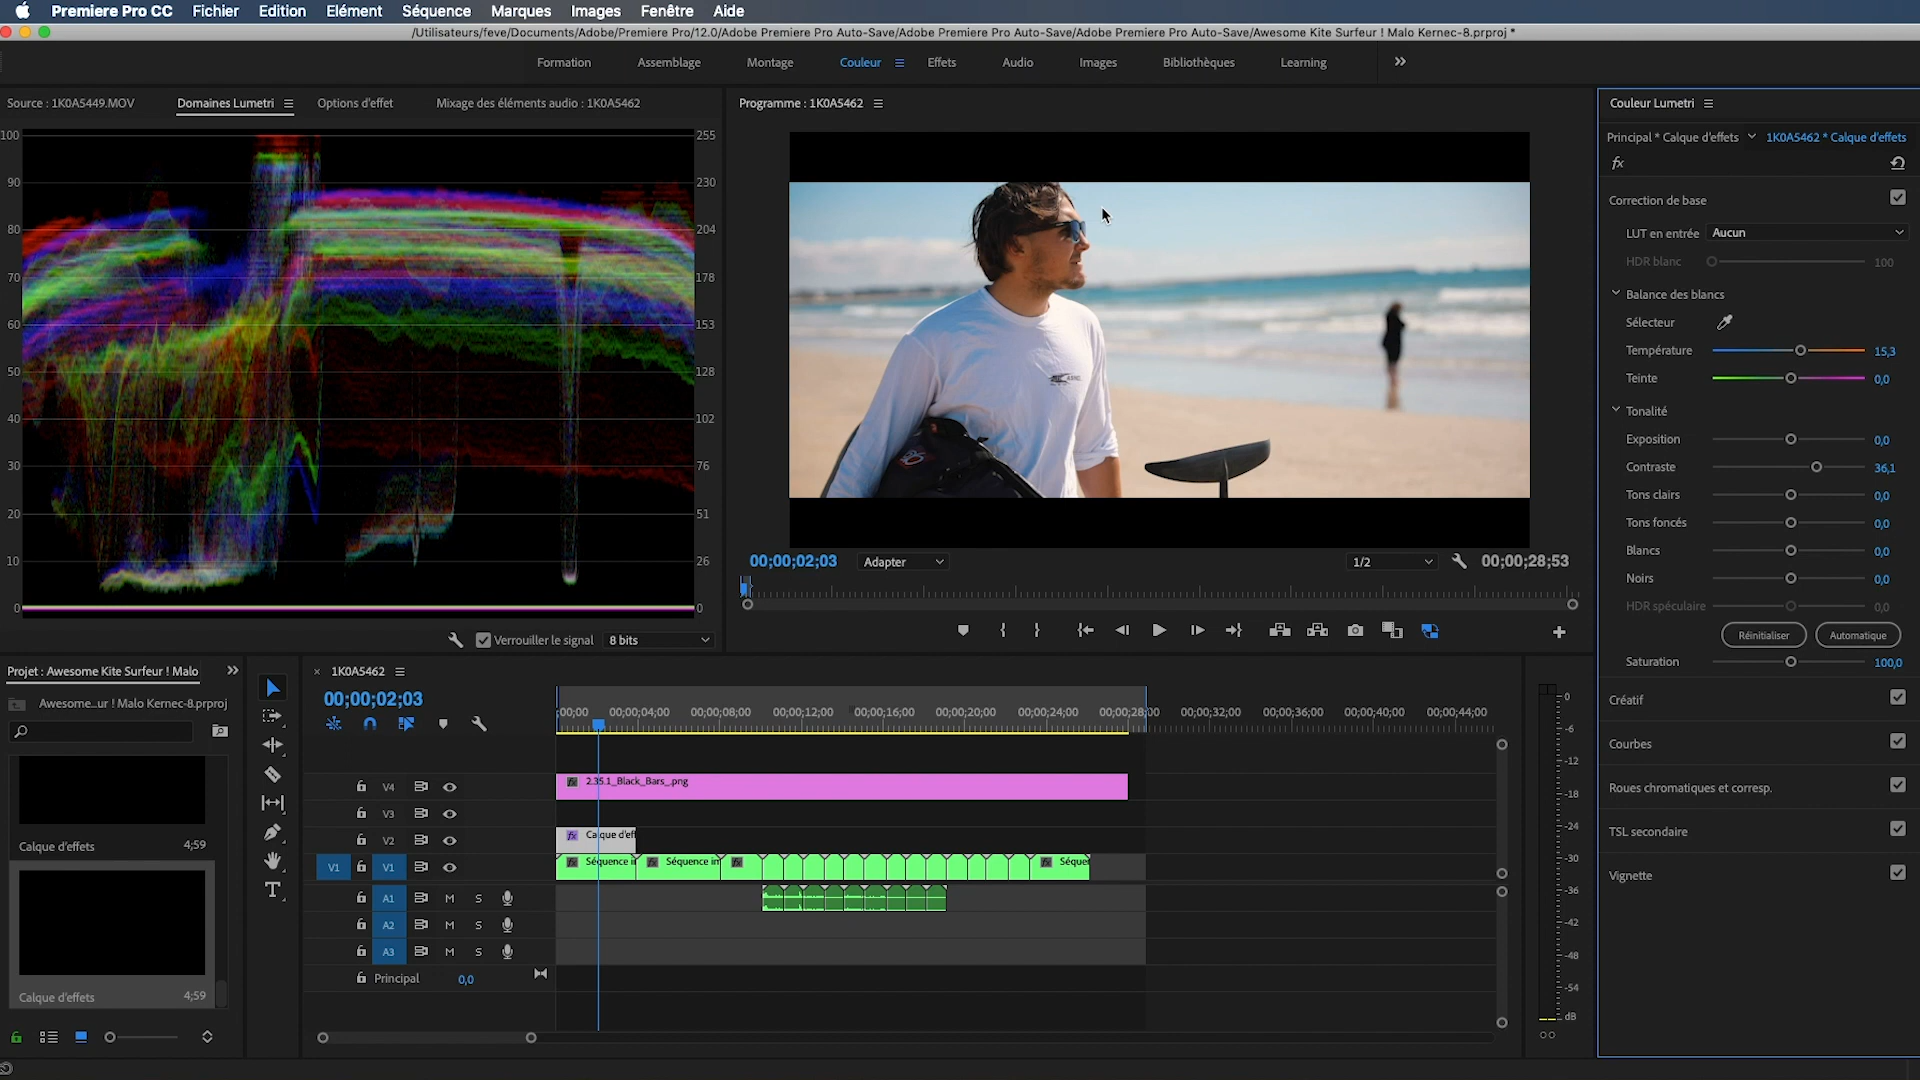 Premiere Pro CC Fichier Edition Elément Séquence Marques Images Fenêtre Aide
/Utilisateurs/feve/Documents/Adobe/Premiere Pro/12.0/Adobe Premiere Pro Auto-Save/Adobe Premiere Pro Auto-Save/Adobe Premiere Pro Auto-Save/Awesome Kite Surfeur ! Malo Kernec-8.prproj *
Formation Assemblage Montage Couleur Effets Audio Images Bibliothèques Learning
Source : 1K0A5449.MOV Domaines Lumetri Options d'effet Mixage des éléments audio : 1K0A5462
100 255
90 230
80 204
70 178
60 153
50 128
40 102
30 76
20 51
10 26
0 0
Verrouiller le signal 8 bits
Programme : 1K0A5462
00;00;02;03 Adapter 1/2 00;00;28;53
Couleur Lumetri
Principal * Calque d'effets 1K0A5462 * Calque d'effets
fx
Correction de base
LUT en entrée Aucun
HDR blanc 100
Balance des blancs
Sélecteur
Température 15,3
Teinte 0,0
Tonalité
Exposition 0,0
Contraste 36,1
Tons clairs 0,0
Tons foncés 0,0
Blancs 0,0
Noirs 0,0
HDR spéculaire 0,0
Réinitialiser Automatique
Saturation 100,0
Créatif
Courbes
Roues chromatiques et corresp.
TSL secondaire
Vignette
Projet : Awesome Kite Surfeur ! Malo
Awesome...ur ! Malo Kernec-8.prproj
Calque d'effets 4;59
Calque d'effets 4;59
1K0A5462
00;00;02;03
;00;00 00;00;04;00 00;00;08;00 00;00;12;00 00;00;16;00 00;00;20;00 00;00;24;00 00;00;28;00 00;00;32;00 00;00;36;00 00;00;40;00 00;00;44;00
V4 fx 2.35.1_Black_Bars_.png
V3
V2 fx Calque d'eff
V1 V1 fx Séquence i fx Séquence im fx fx Séque
A1 M S
A2 M S
A3 M S
Principal 0,0
0
-6
-12
-18
-24
-30
-36
-42
-48
-54
dB